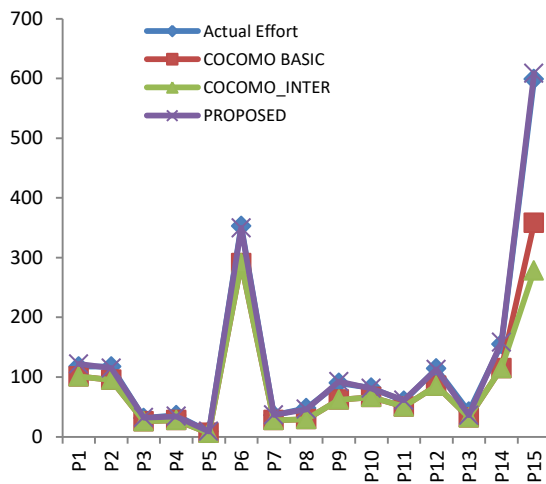 700
600
500
400
300
200
100
0
Actual Effort
COCOMO BASIC
COCOMO_INTER
PROPOSED
P1
P2
P3
P4
P5
P6
P7
P8
P9
P10
P11
P12
P13
P14
P15